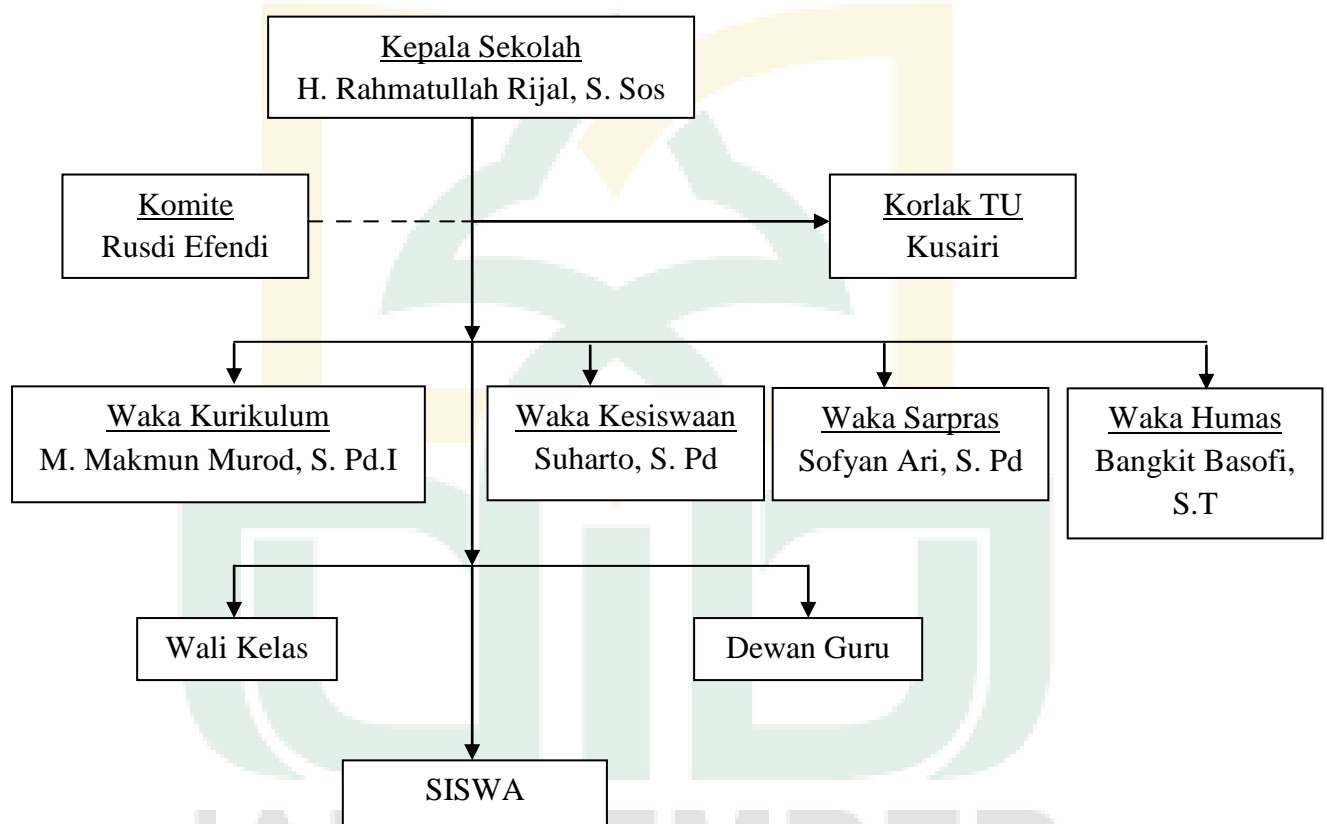 Kepala Sekolah
H. Rahmatullah Rijal, S. Sos
Komite
Rusdi Efendi
Korlak TU
Kusairi
Waka Kurikulum
M. Makmun Murod, S. Pd.I
Waka Kesiswaan
Suharto, S. Pd
Waka Sarpras
Sofyan Ari, S. Pd
Waka Humas
Bangkit Basofi,
S.T
Wali Kelas
Dewan Guru
SISWA